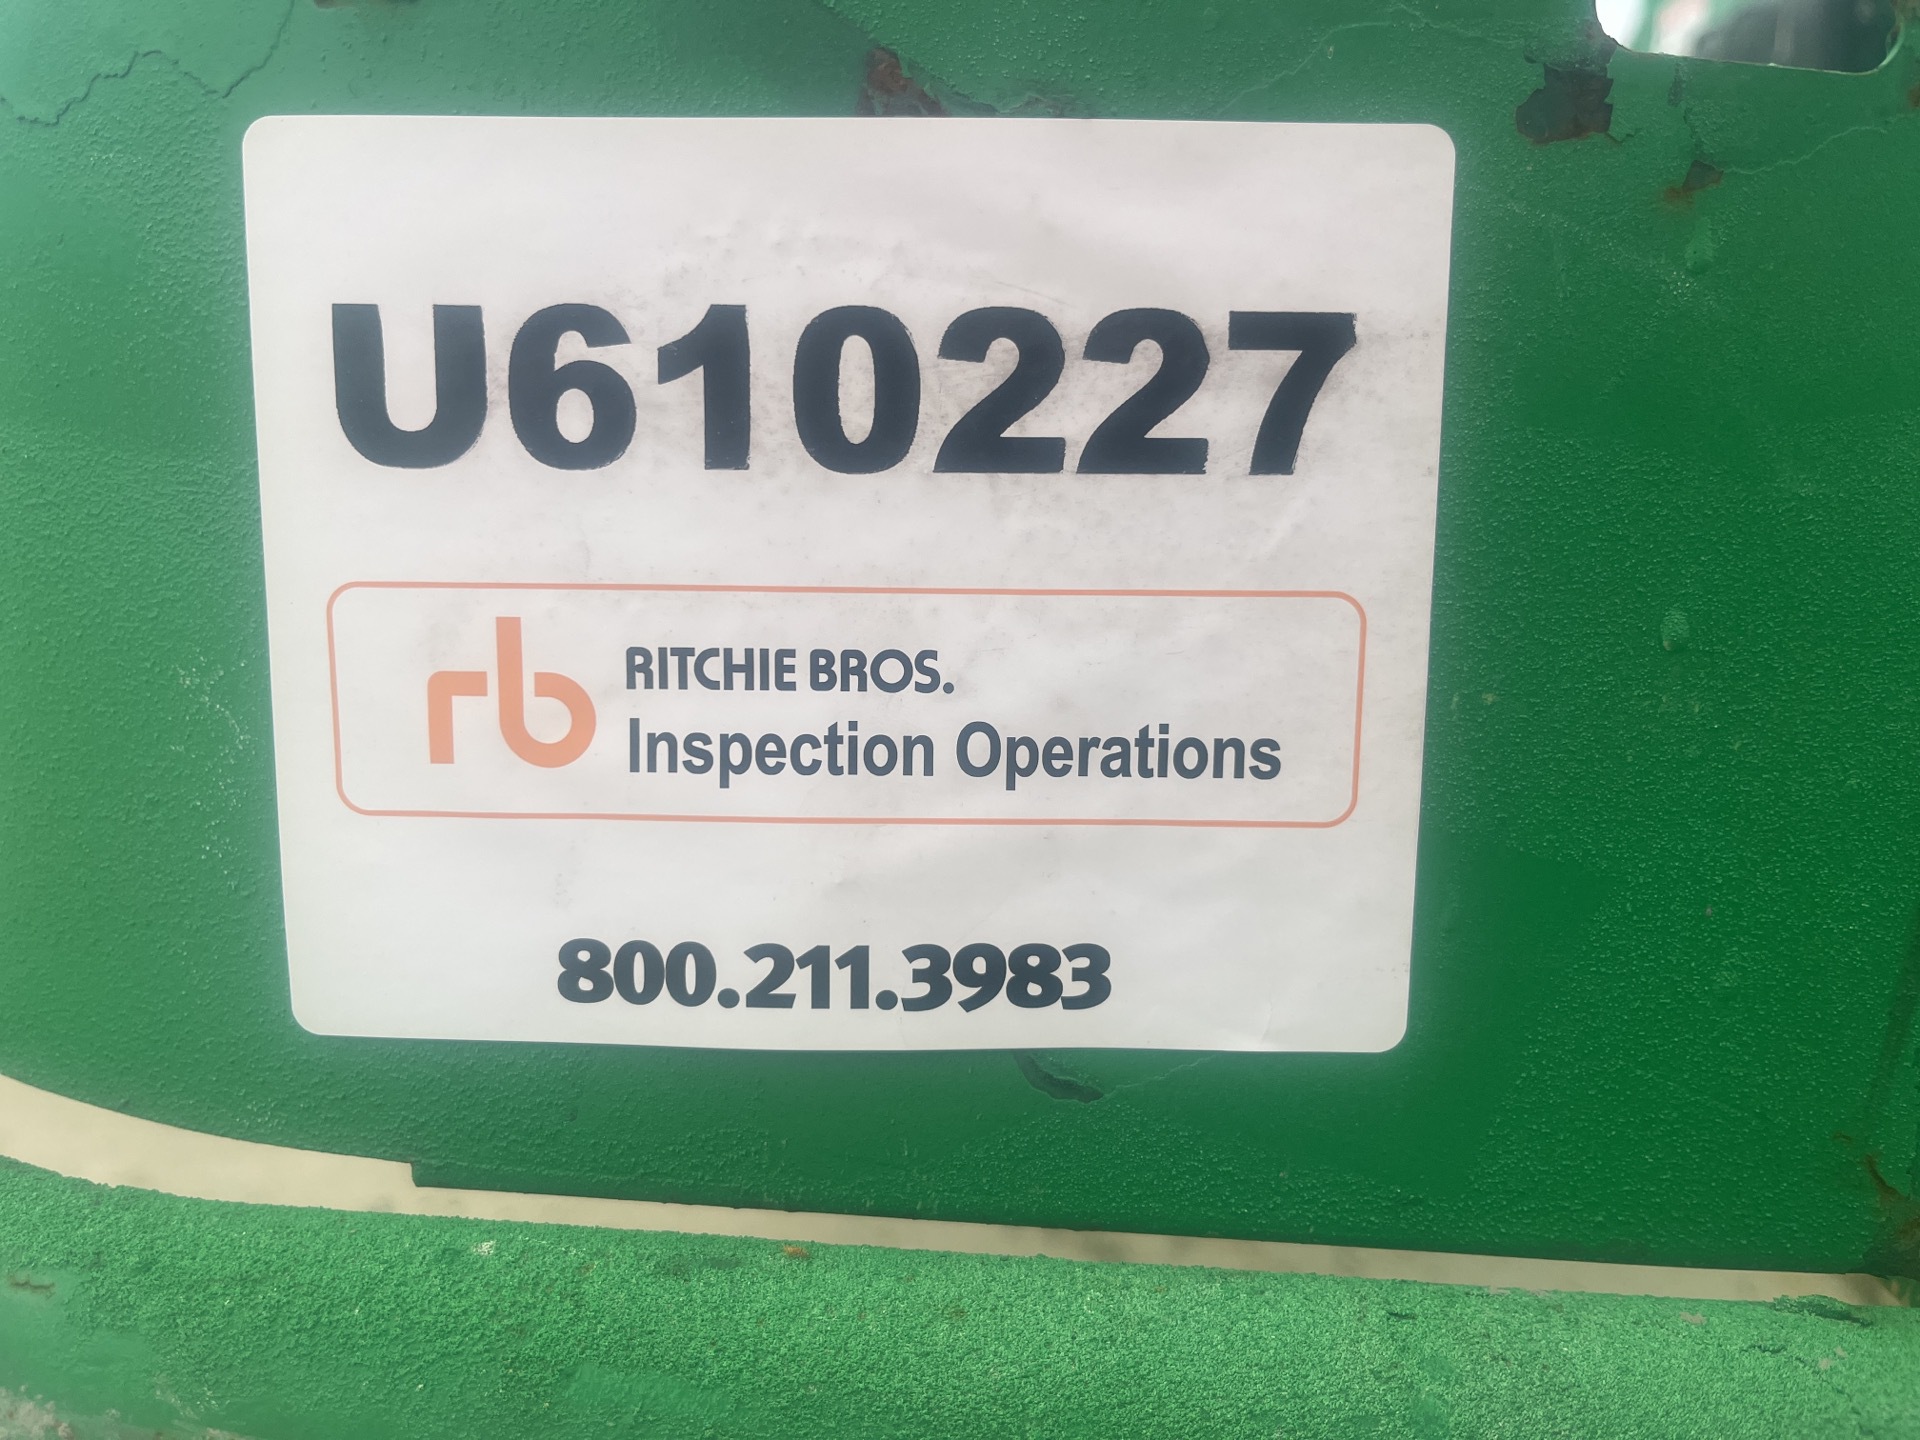 U610227
rb RITCHIE BROS.
Inspection Operations
800.211.3983